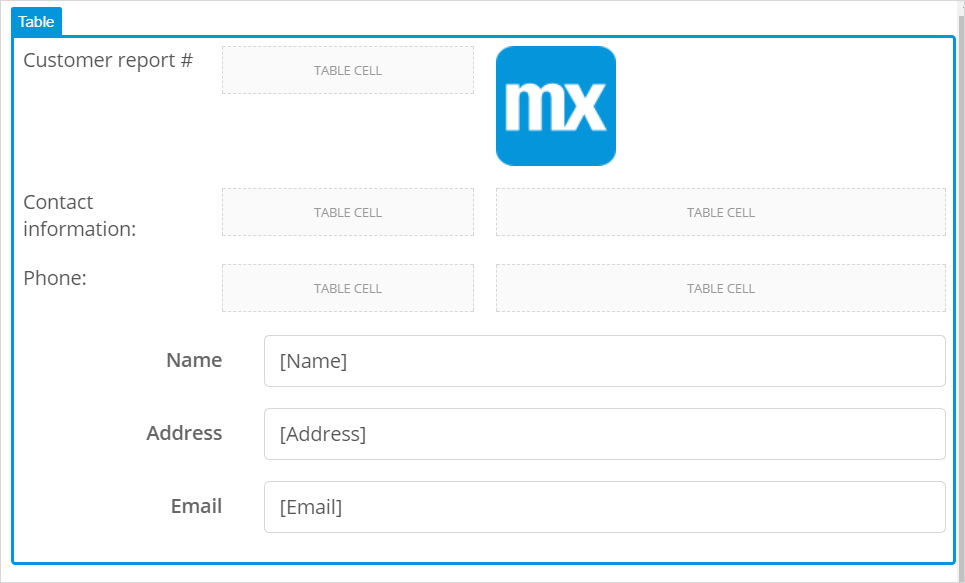 Table
Customer report #
TABLE CELL
mx
Contact
information:
TABLE CELL
TABLE CELL
Phone:
TABLE CELL
TABLE CELL
Name
[Name]
Address
[Address]
Email
[Email]